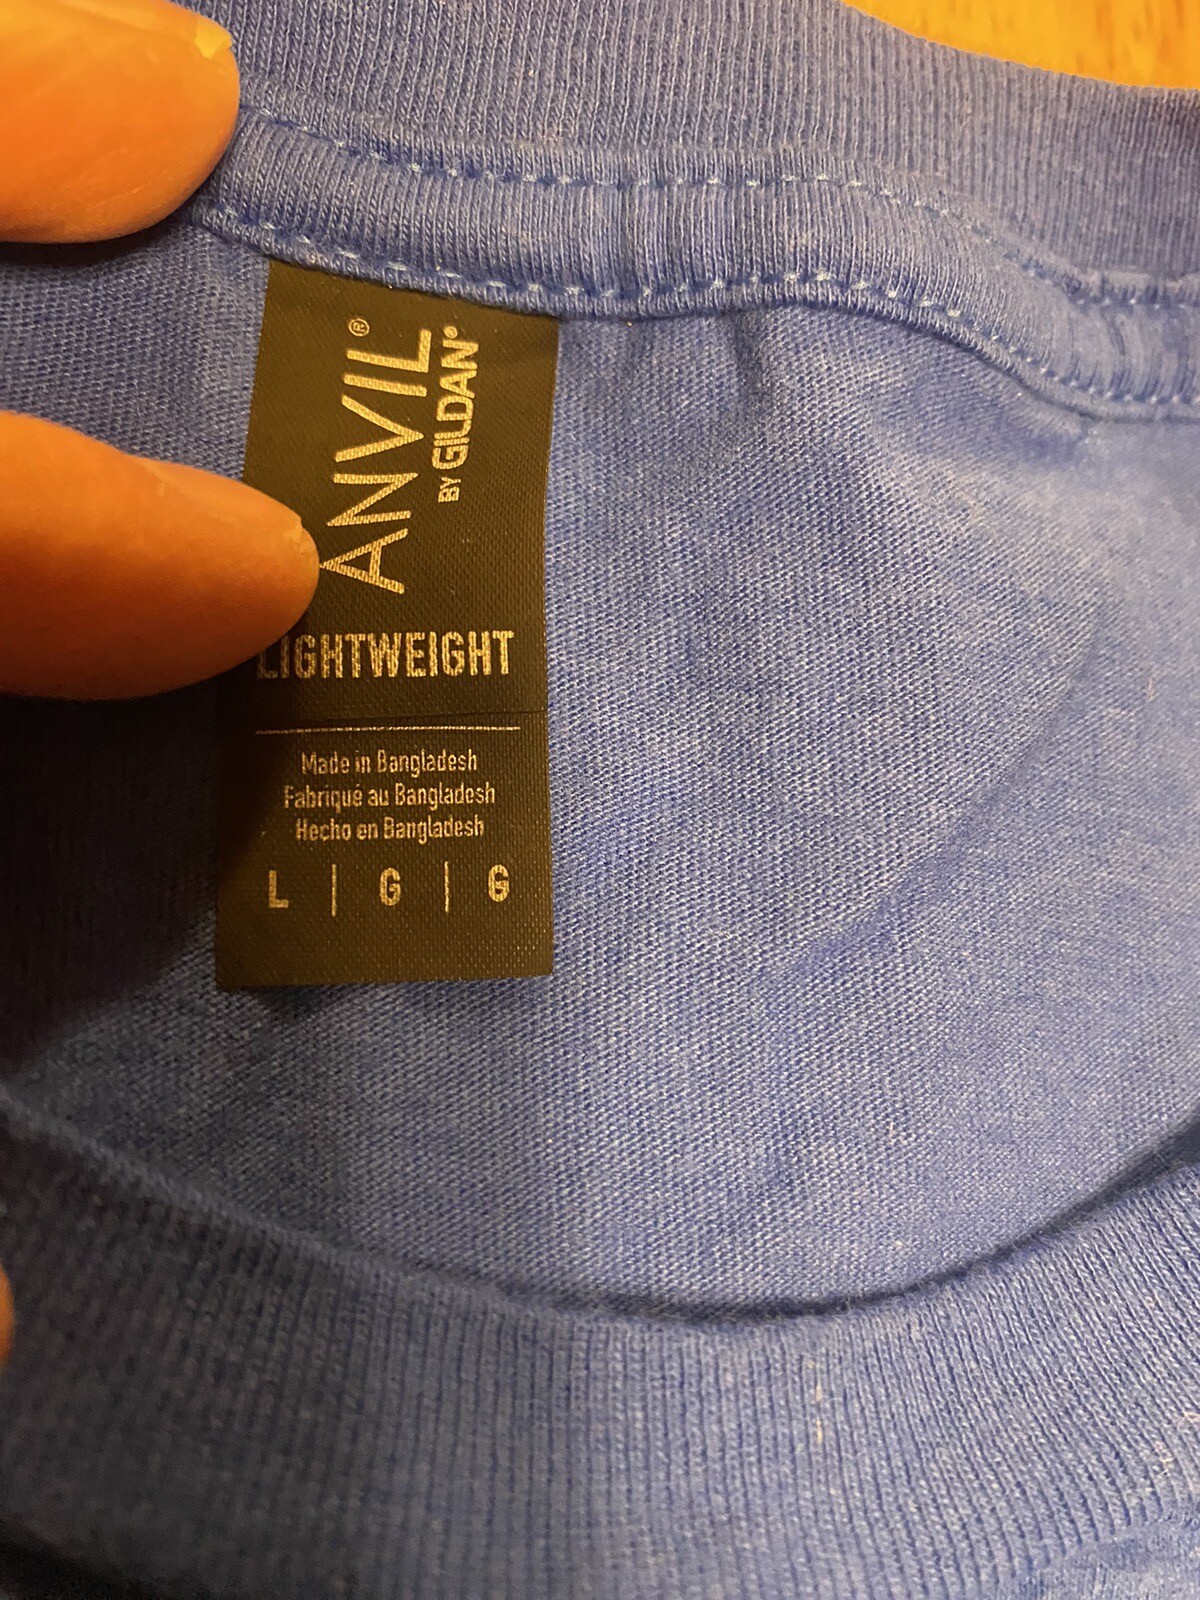 ANVIL®
BY GILDAN®
LIGHTWEIGHT
Made in Bangladesh
Fabriqué au Bangladesh
Hecho en Bangladesh
L | G | G